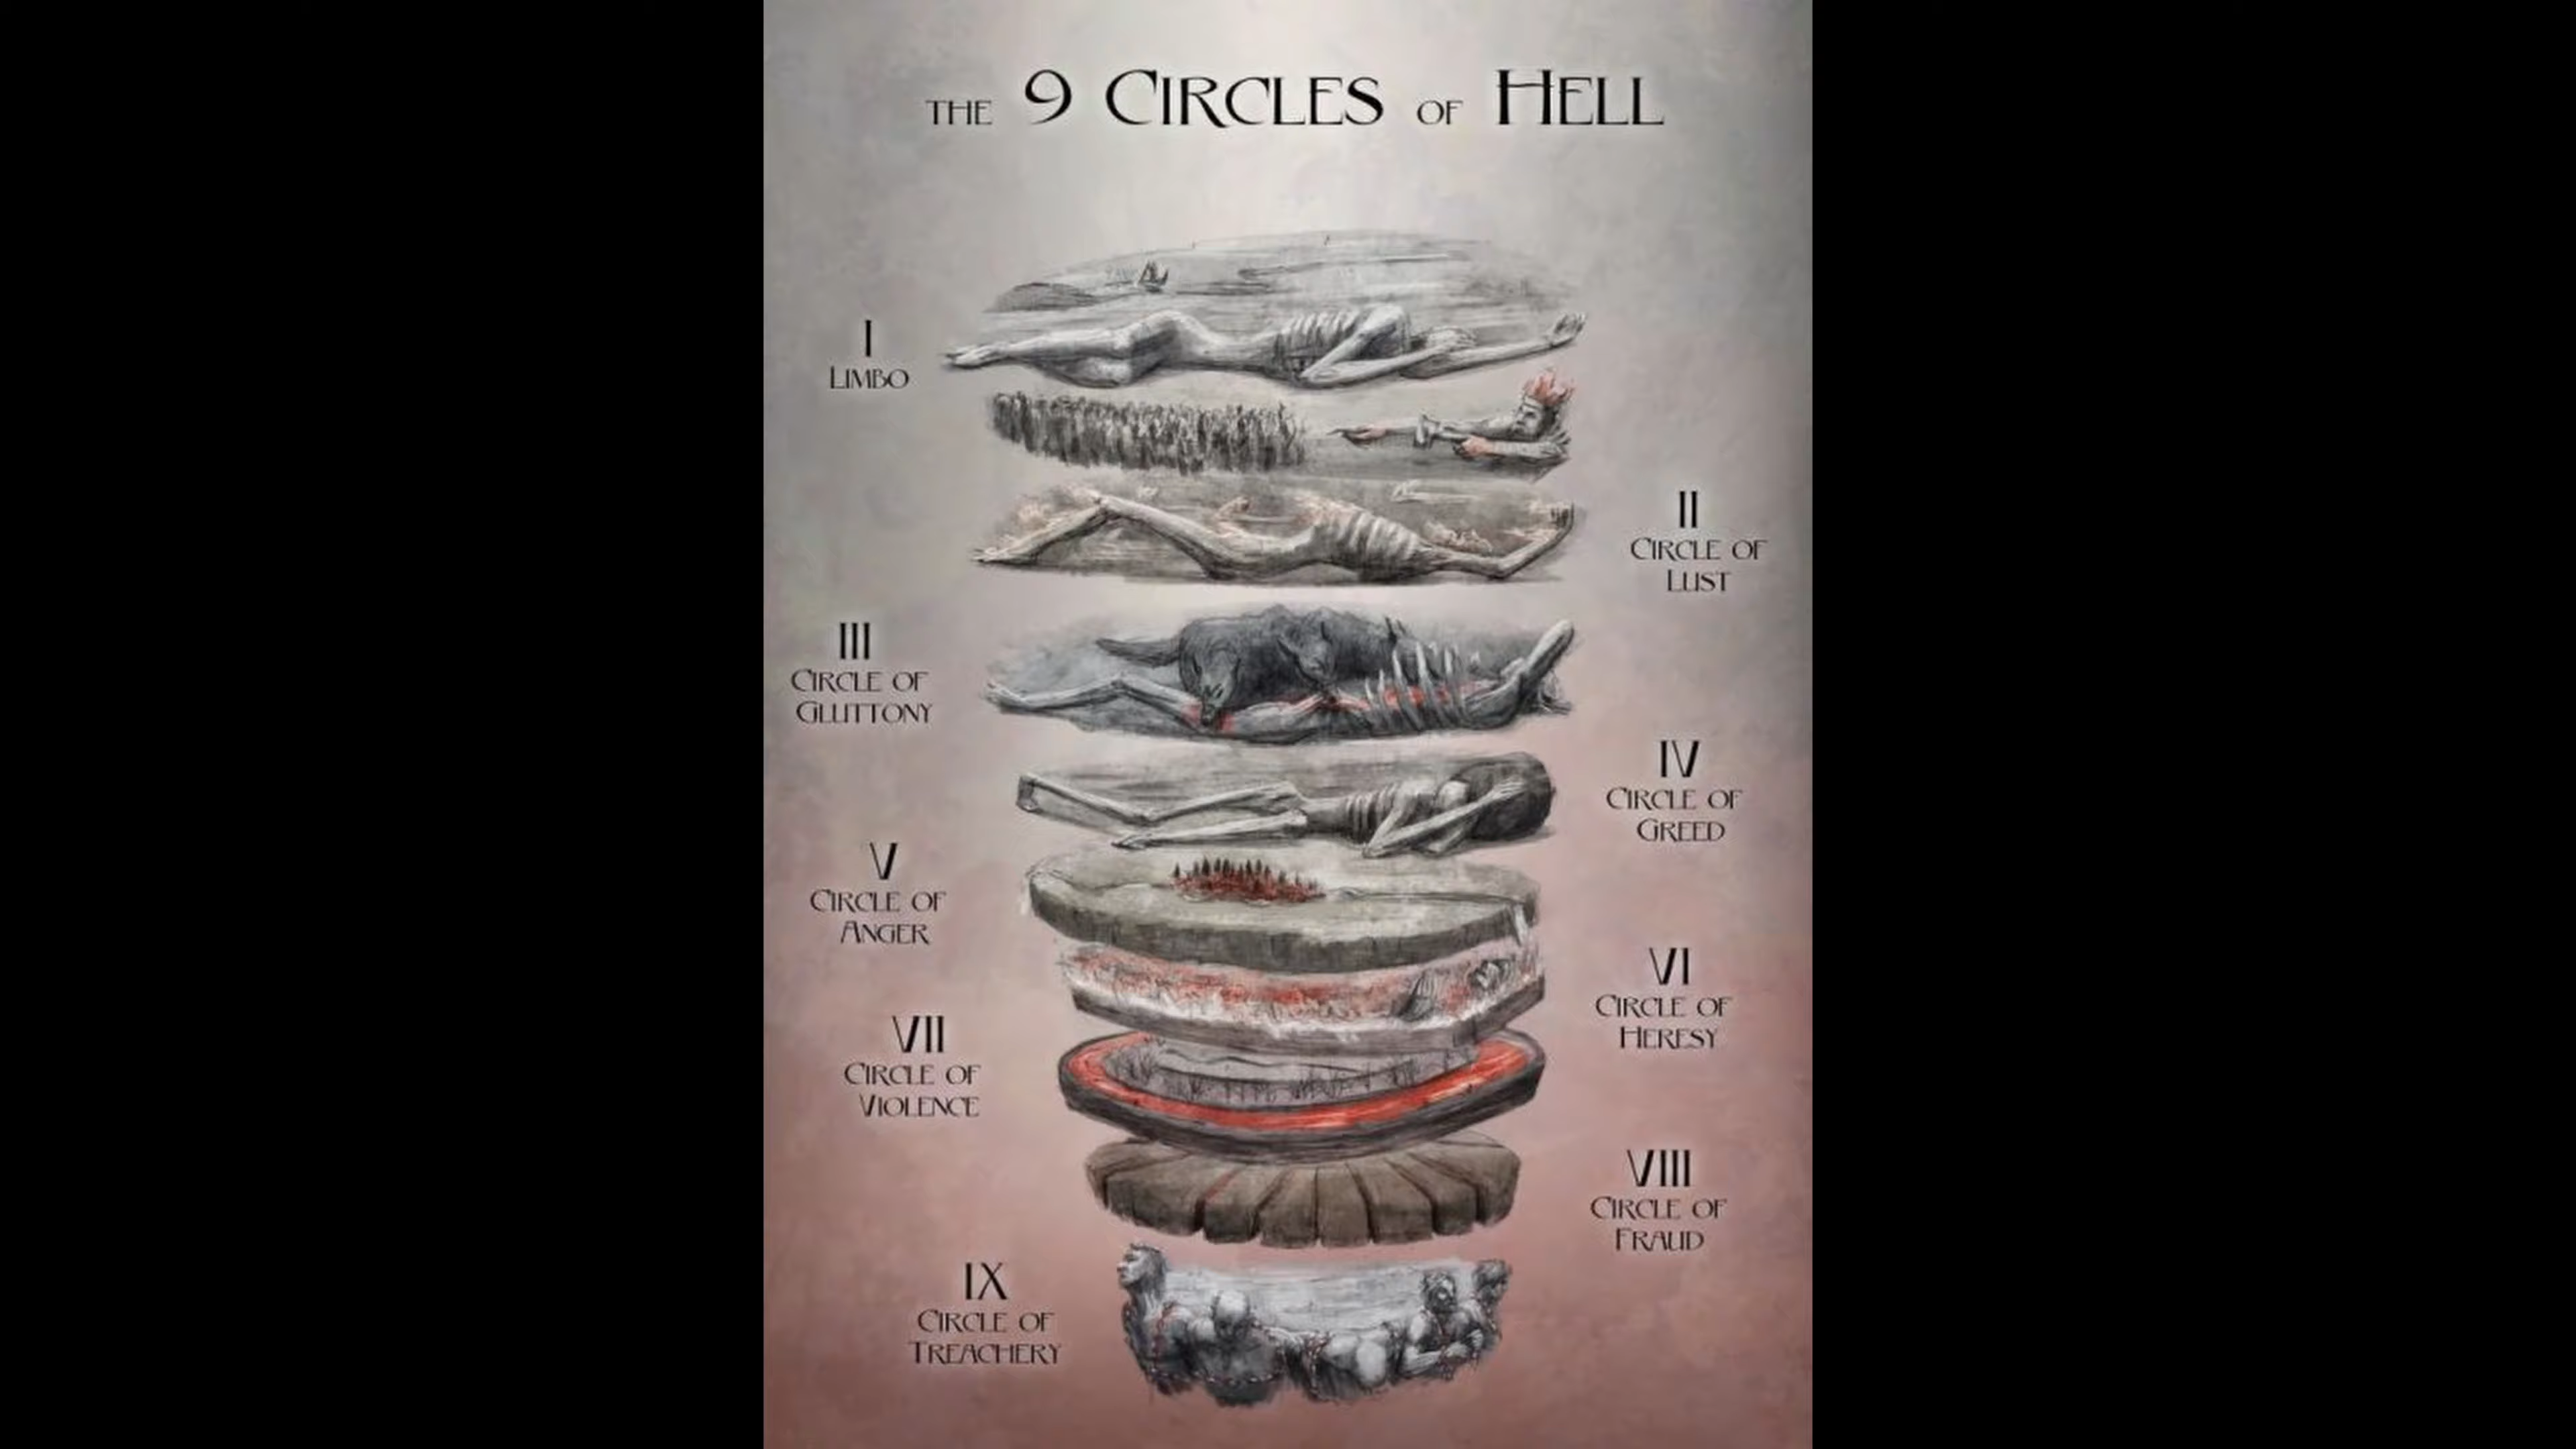 THE 9 CIRCLES OF HELL
I
LIMBO
II
CIRCLE OF
LUST
III
CIRCLE OF
GLUTTONY
IV
CIRCLE OF
GREED
V
CIRCLE OF
ANGER
VI
CIRCLE OF
HERESY
VII
CIRCLE OF
VIOLENCE
VIII
CIRCLE OF
FRAUD
IX
CIRCLE OF
TREACHERY